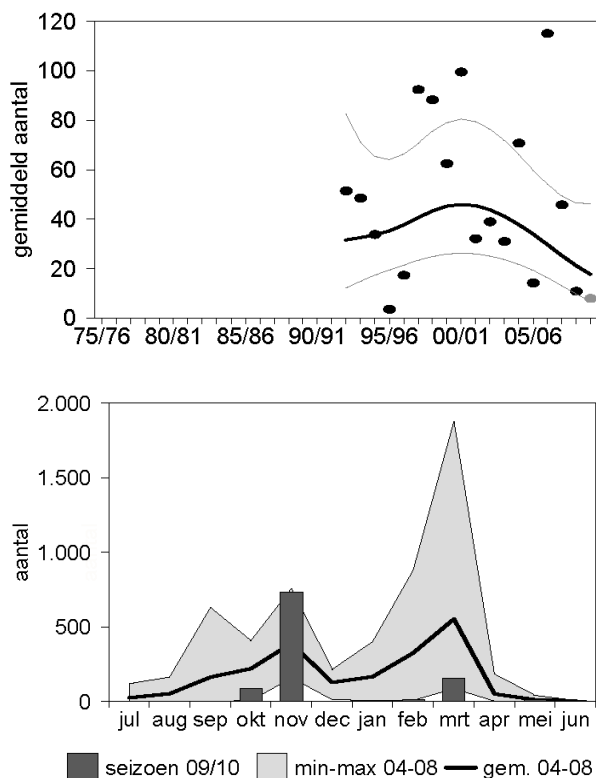 120
100
80
60
40
20
0
gemiddeld aantal
75/76 80/81 85/86 90/91 95/96 00/01 05/06
2.000
1.500
1.000
500
0
aantal
jul aug sep okt nov dec jan feb mrt apr mei jun
seizoen 09/10 min-max 04-08 gem. 04-08